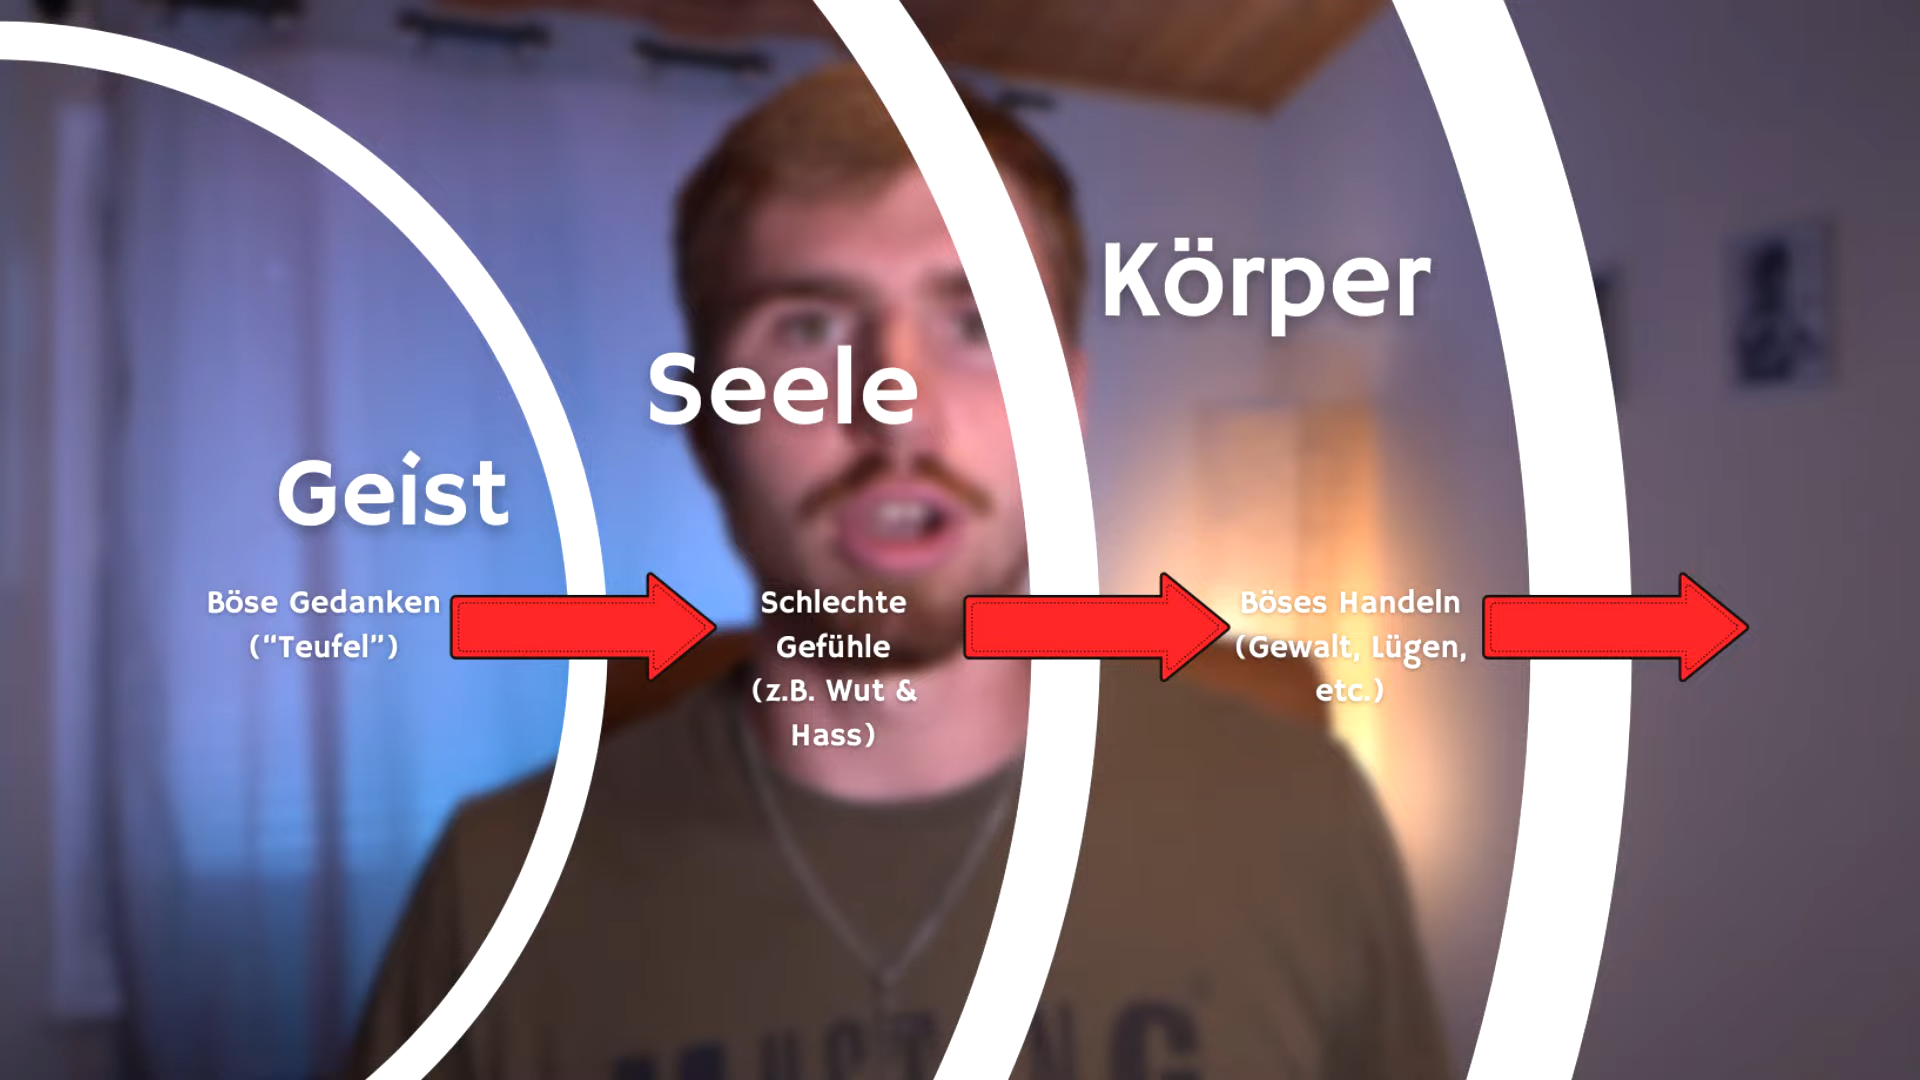 Körper
Seele
Geist
Böse Gedanken
(“Teufel”)
Schlechte
Gefühle
(z.B. Wut &
Hass)
Böses Handeln
(Gewalt, Lügen,
etc.)